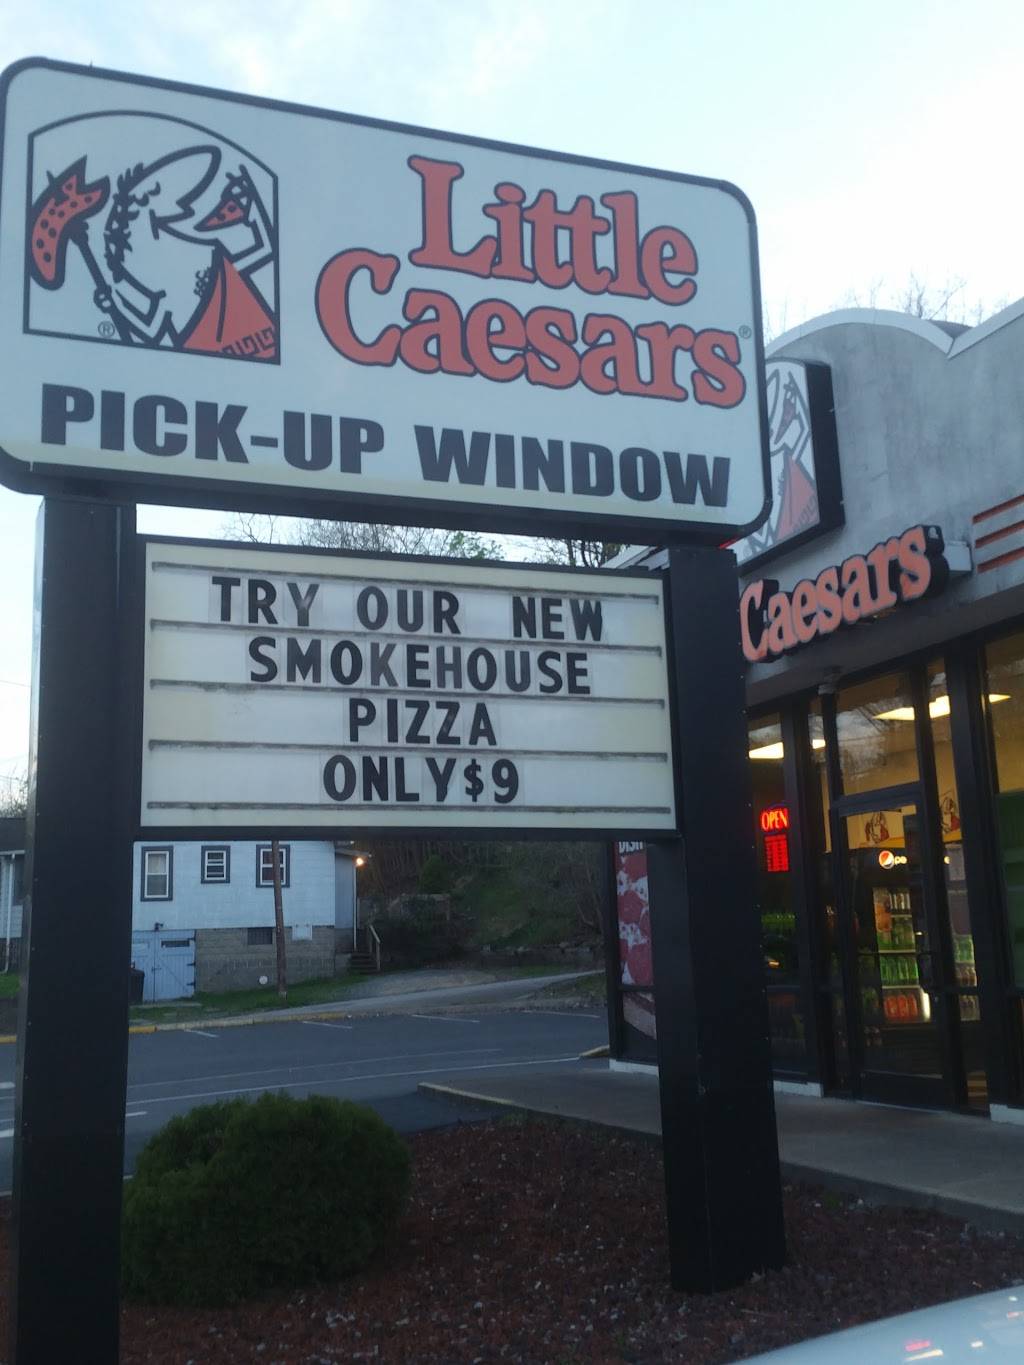 Little
Caesars®
®
PICK-UP WINDOW
TRY OUR NEW
SMOKEHOUSE
PIZZA
ONLY $9
Caesars
OPEN